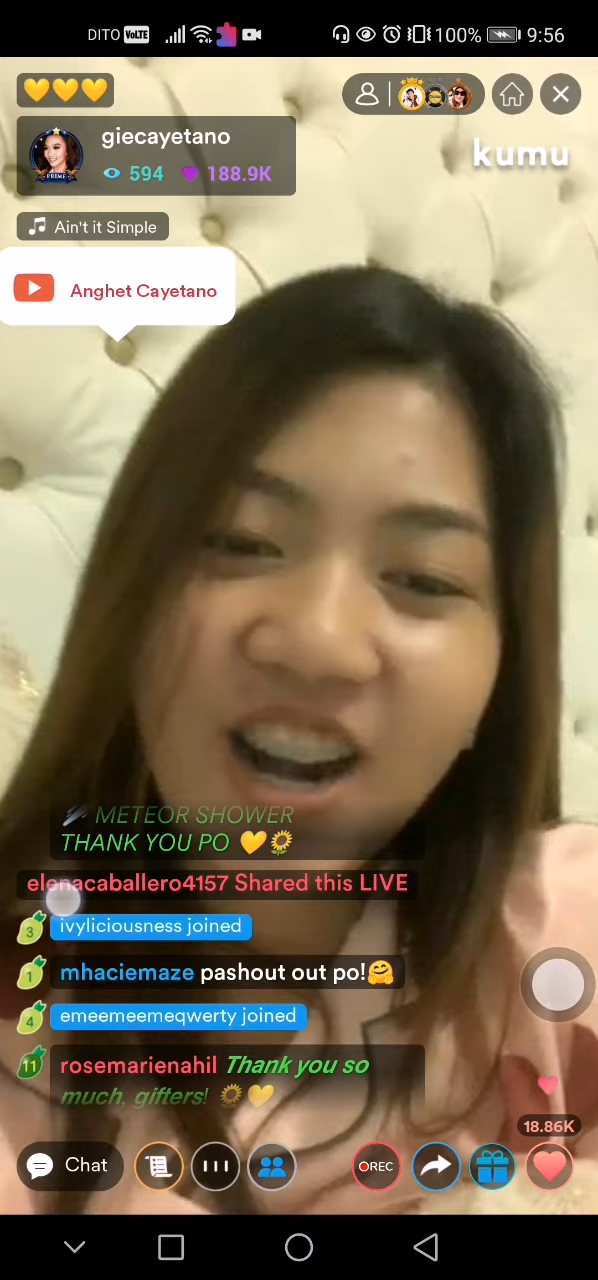 DITO VoLTE 100% 9:56
giecayetano
PRIME
594 188.9K
kumu
Ain't it Simple
Anghet Cayetano
METEOR SHOWER
THANK YOU PO
elenacaballero4157 Shared this LIVE
3 ivyliciousness joined
1 mhaciemaze pashout out po!
4 emeemeemeqwerty joined
11 rosemarienahil Thank you so
much, gifters!
18.86K
Chat
REC